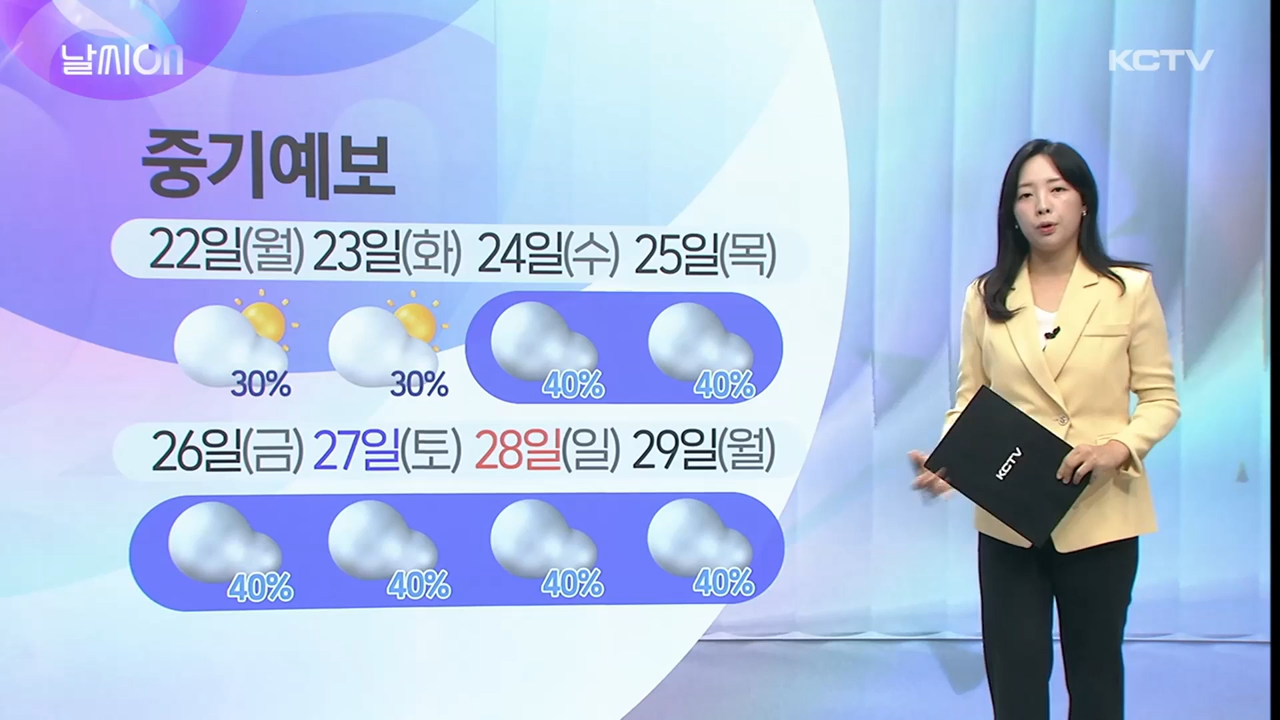 날씨On
KCTV
중기예보
22일(월) 23일(화) 24일(수) 25일(목)
30% 30% 40% 40%
26일(금) 27일(토) 28일(일) 29일(월)
40% 40% 40% 40%
KCTV